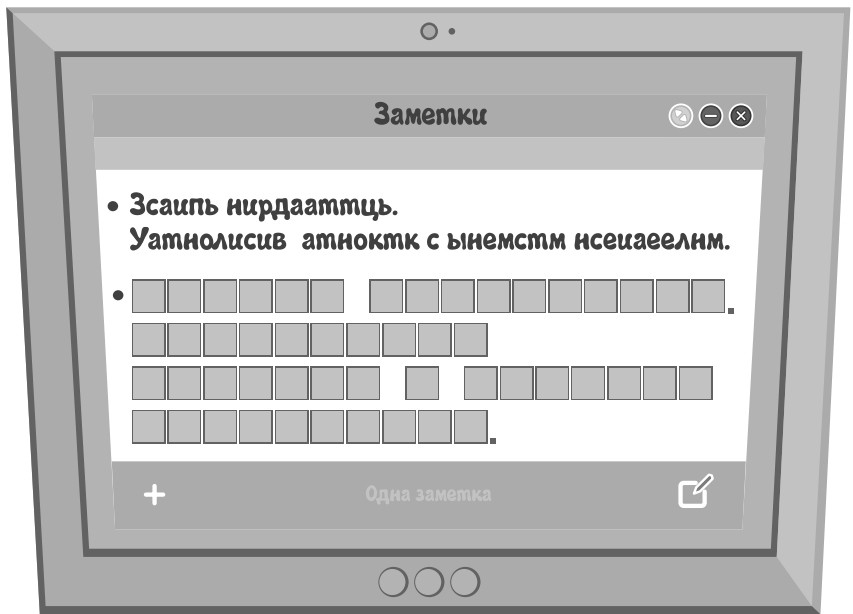 Заметки
• Зсаипь нирдааттць.
Уатнолисив атноктк с ынемстм нсеиаеелнм.
•
Одна заметка